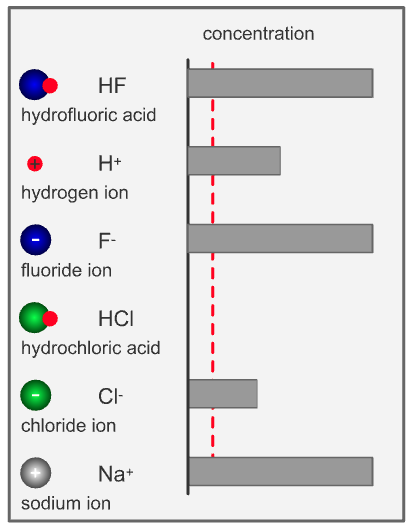 concentration
HF
hydrofluoric acid
+ H⁺
hydrogen ion
- F⁻
fluoride ion
HCl
hydrochloric acid
- Cl⁻
chloride ion
+ Na⁺
sodium ion